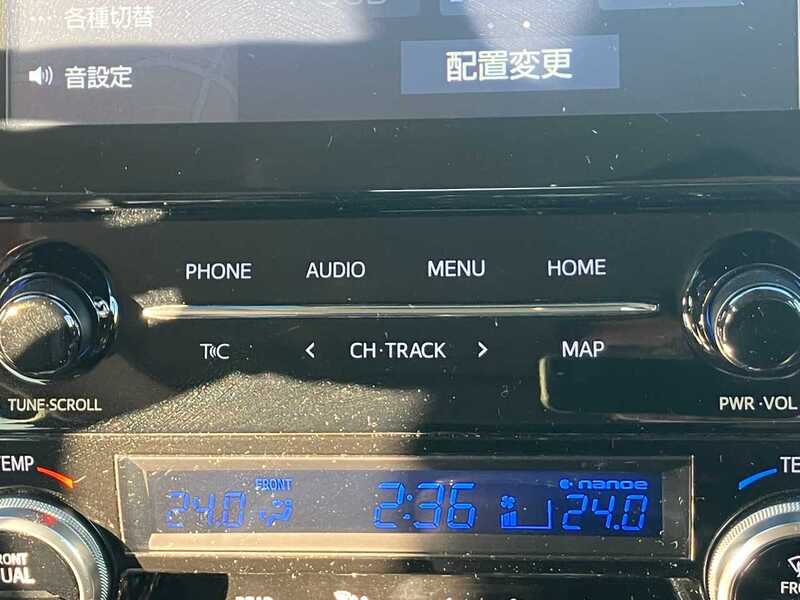 各種切替
音設定
配置変更
PHONE AUDIO MENU HOME
T C < CH·TRACK > MAP
TUNE·SCROLL PWR·VOL
TEMP
FRONT nanoe
24.0 2:36 24.0